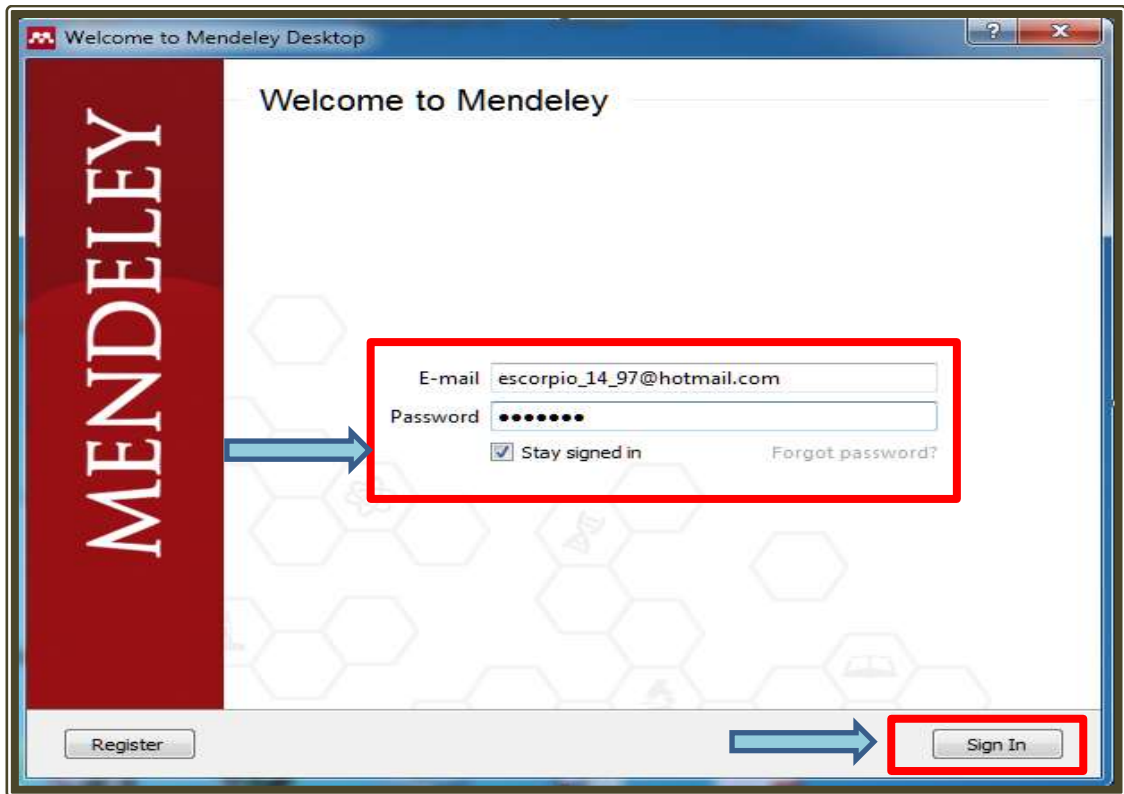 Welcome to Mendeley Desktop
?
X
MENDELEY
Welcome to Mendeley
E-mail escorpio_14_97@hotmail.com
Password •••••••
Stay signed in Forgot password?
Register Sign In